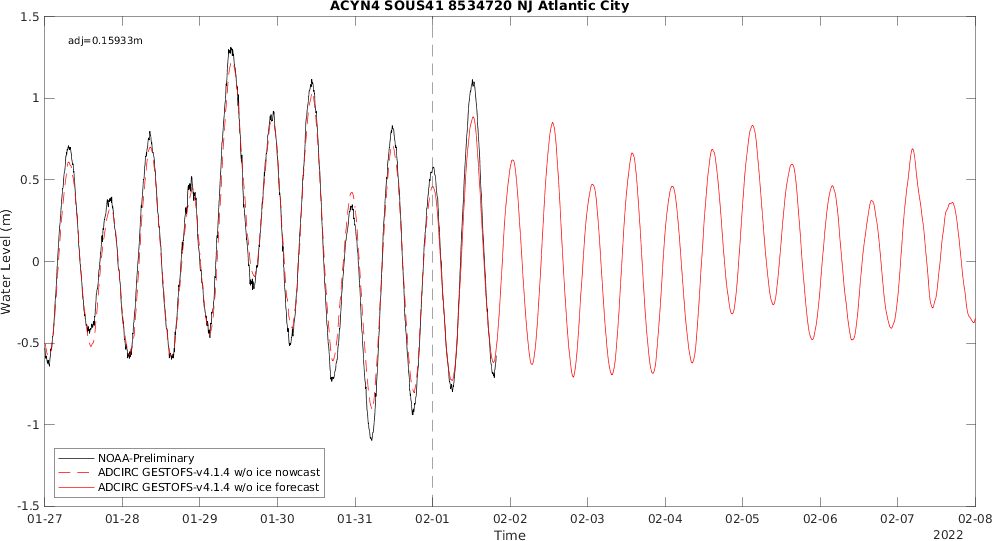 ACYN4 SOUS41 8534720 NJ Atlantic City
adj=0.15933m
1.5
1
0.5
0
-0.5
-1
-1.5
Water Level (m)
NOAA-Preliminary
ADCIRC GESTOFS-v4.1.4 w/o ice nowcast
ADCIRC GESTOFS-v4.1.4 w/o ice forecast
01-27 01-28 01-29 01-30 01-31 02-01 02-02 02-03 02-04 02-05 02-06 02-07 02-08
Time
2022